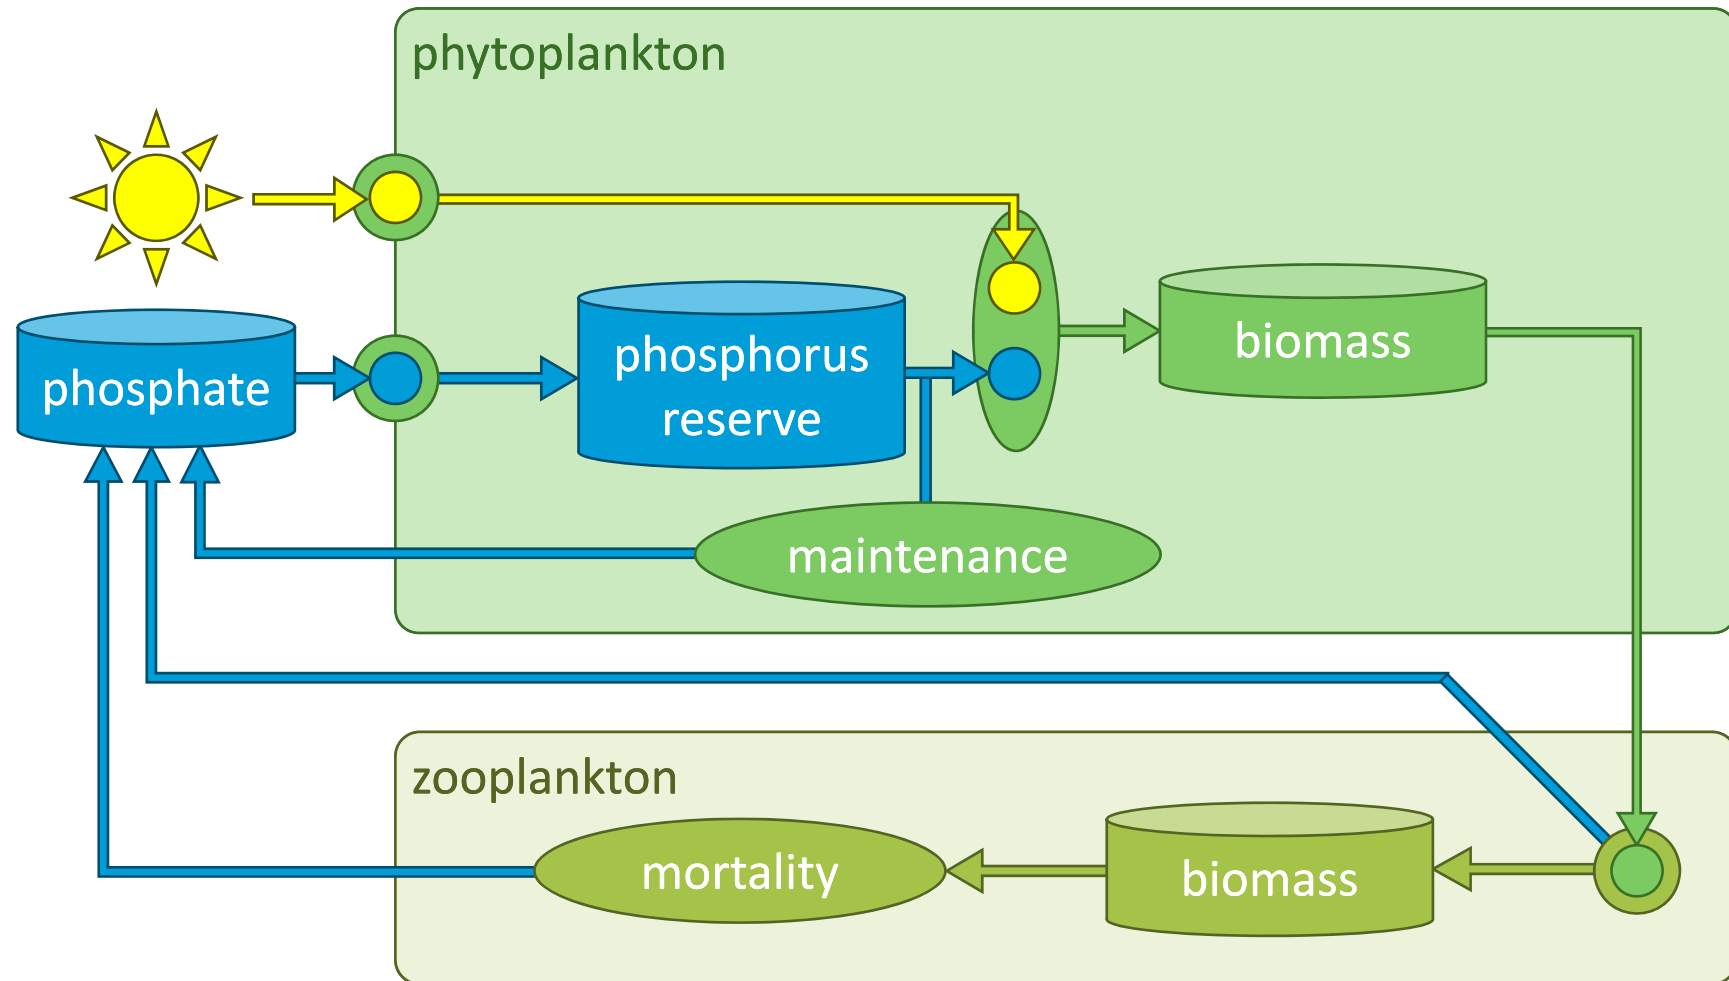 phytoplankton
phosphate
phosphorus
reserve
biomass
maintenance
zooplankton
mortality
biomass